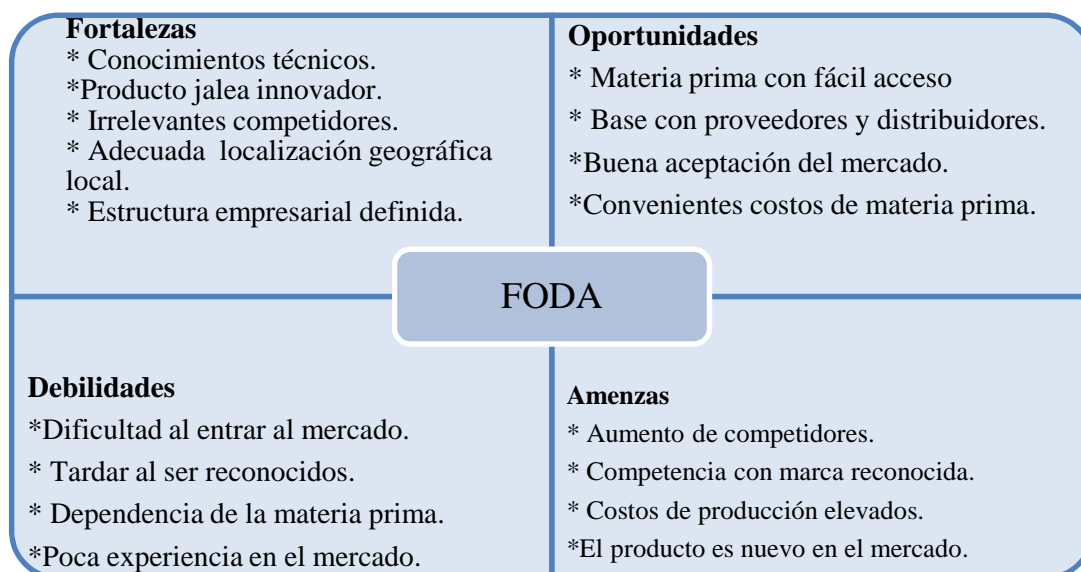 Fortalezas
* Conocimientos técnicos.
*Producto jalea innovador.
* Irrelevantes competidores.
* Adecuada  localización geográfica
local.
* Estructura empresarial definida.
Oportunidades
* Materia prima con fácil acceso
* Base con proveedores y distribuidores.
*Buena aceptación del mercado.
*Convenientes costos de materia prima.
FODA
Debilidades
*Dificultad al entrar al mercado.
* Tardar al ser reconocidos.
* Dependencia de la materia prima.
*Poca experiencia en el mercado.
Amenzas
* Aumento de competidores.
* Competencia con marca reconocida.
* Costos de producción elevados.
*El producto es nuevo en el mercado.